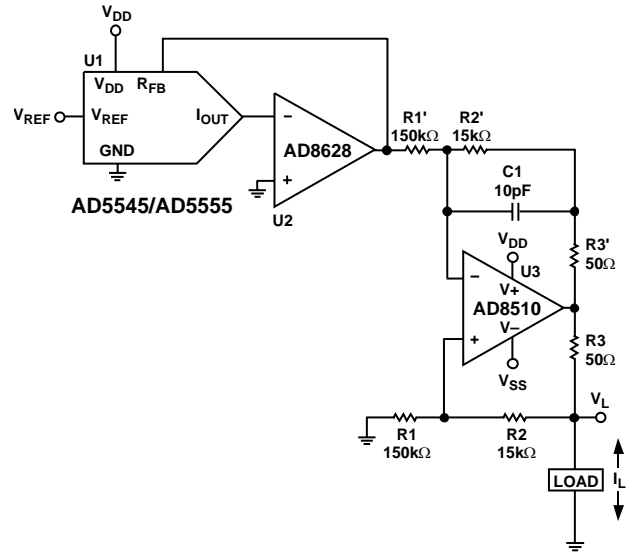 VDD
U1
VDD RFB
VREF
VREF
IOUT
GND
AD5545/AD5555
−
AD8628
+
U2
R1'
150kΩ
R2'
15kΩ
C1
10pF
R3'
50Ω
VDD
U3
−
V+
AD8510
V−
+
VSS
R3
50Ω
VL
R1
150kΩ
R2
15kΩ
LOAD
IL